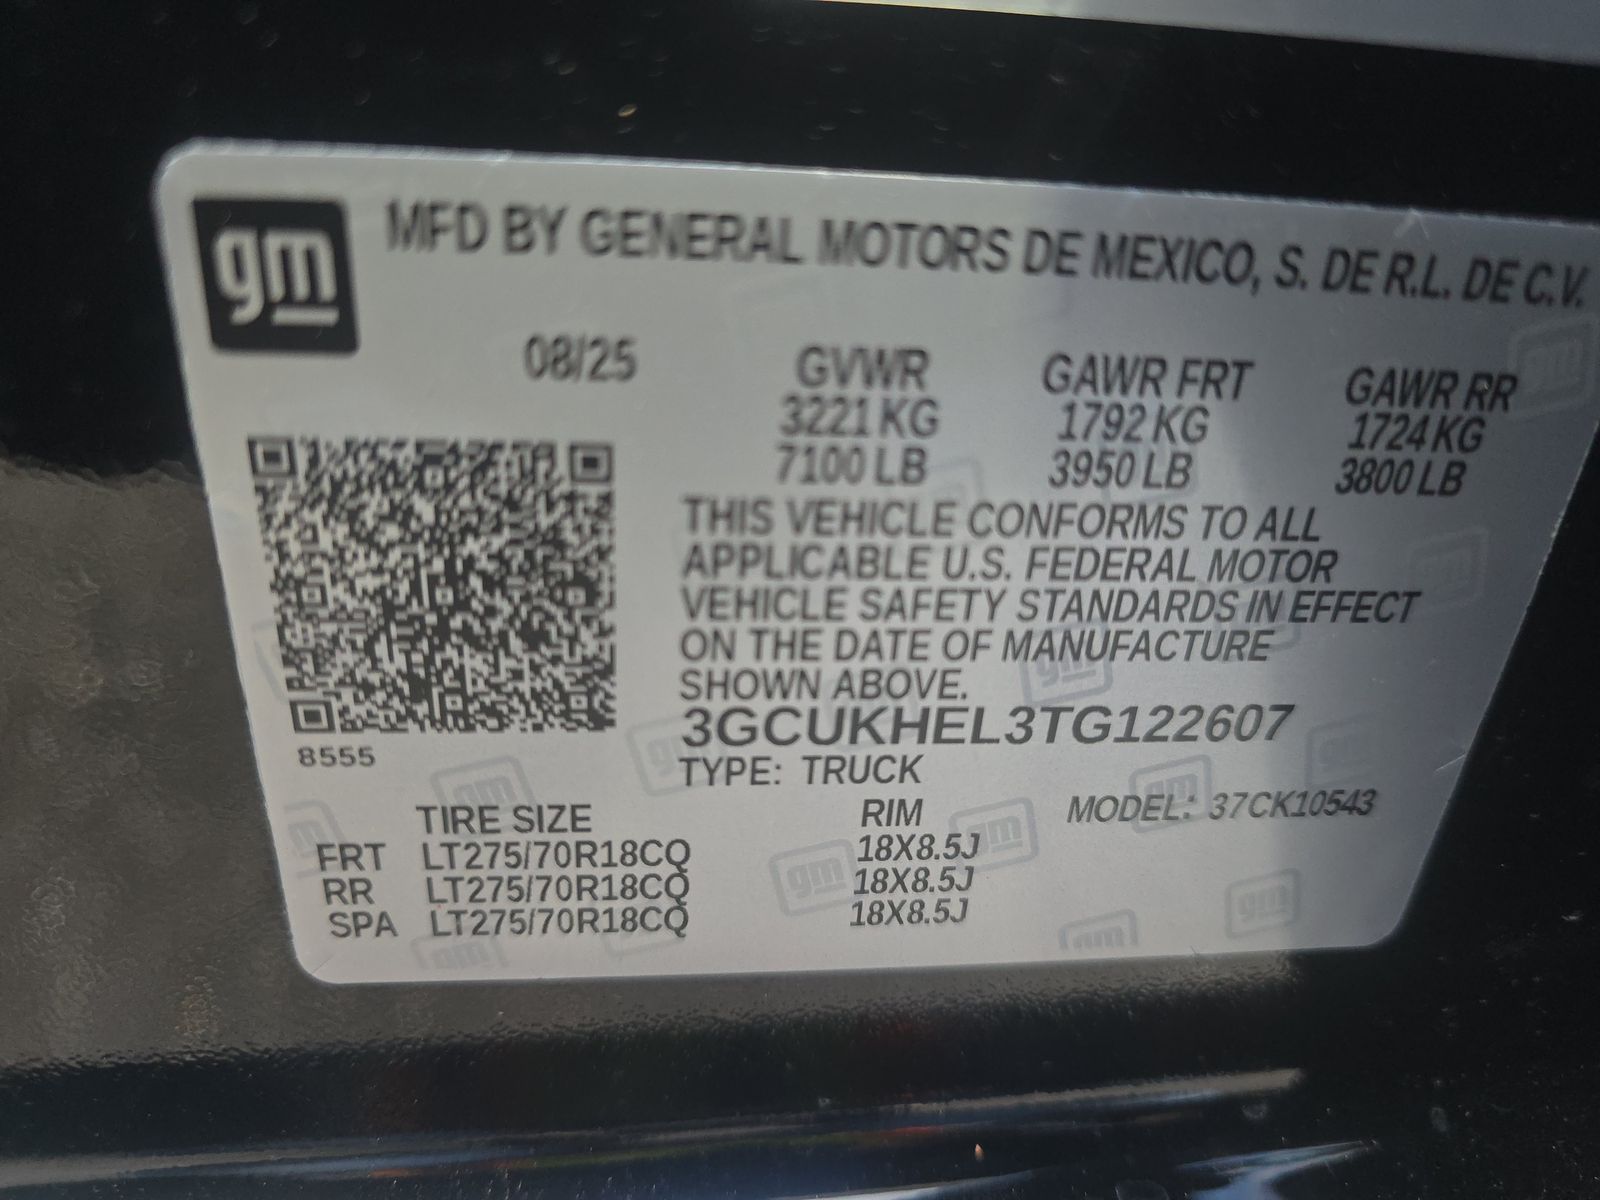 gm
MFD BY GENERAL MOTORS DE MEXICO, S. DE R.L. DE C.V.
08/25
GVWR GAWR FRT GAWR RR
3221 KG 1792 KG 1724 KG
7100 LB 3950 LB 3800 LB
THIS VEHICLE CONFORMS TO ALL
APPLICABLE U.S. FEDERAL MOTOR
VEHICLE SAFETY STANDARDS IN EFFECT
ON THE DATE OF MANUFACTURE
SHOWN ABOVE.
3GCUKHEL3TG122607
8555
TYPE: TRUCK
TIRE SIZE RIM MODEL: 37CK10543
FRT LT275/70R18CQ 18X8.5J
RR LT275/70R18CQ 18X8.5J
SPA LT275/70R18CQ 18X8.5J